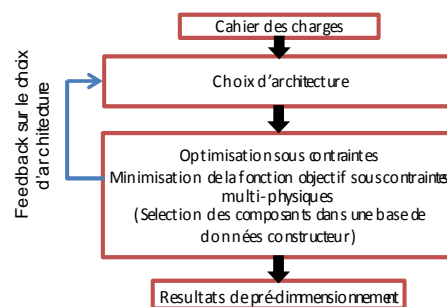 Cahier des charges
Feedback sur le choix
d'architecture
Choix d'architecture
Optimisation sous contraintes
Minimisation de la fonction objectif sous contraintes
multi-physiques
(Selection des composants dans une base de
données constructeur)
Resultats de pré-dimmensionnement